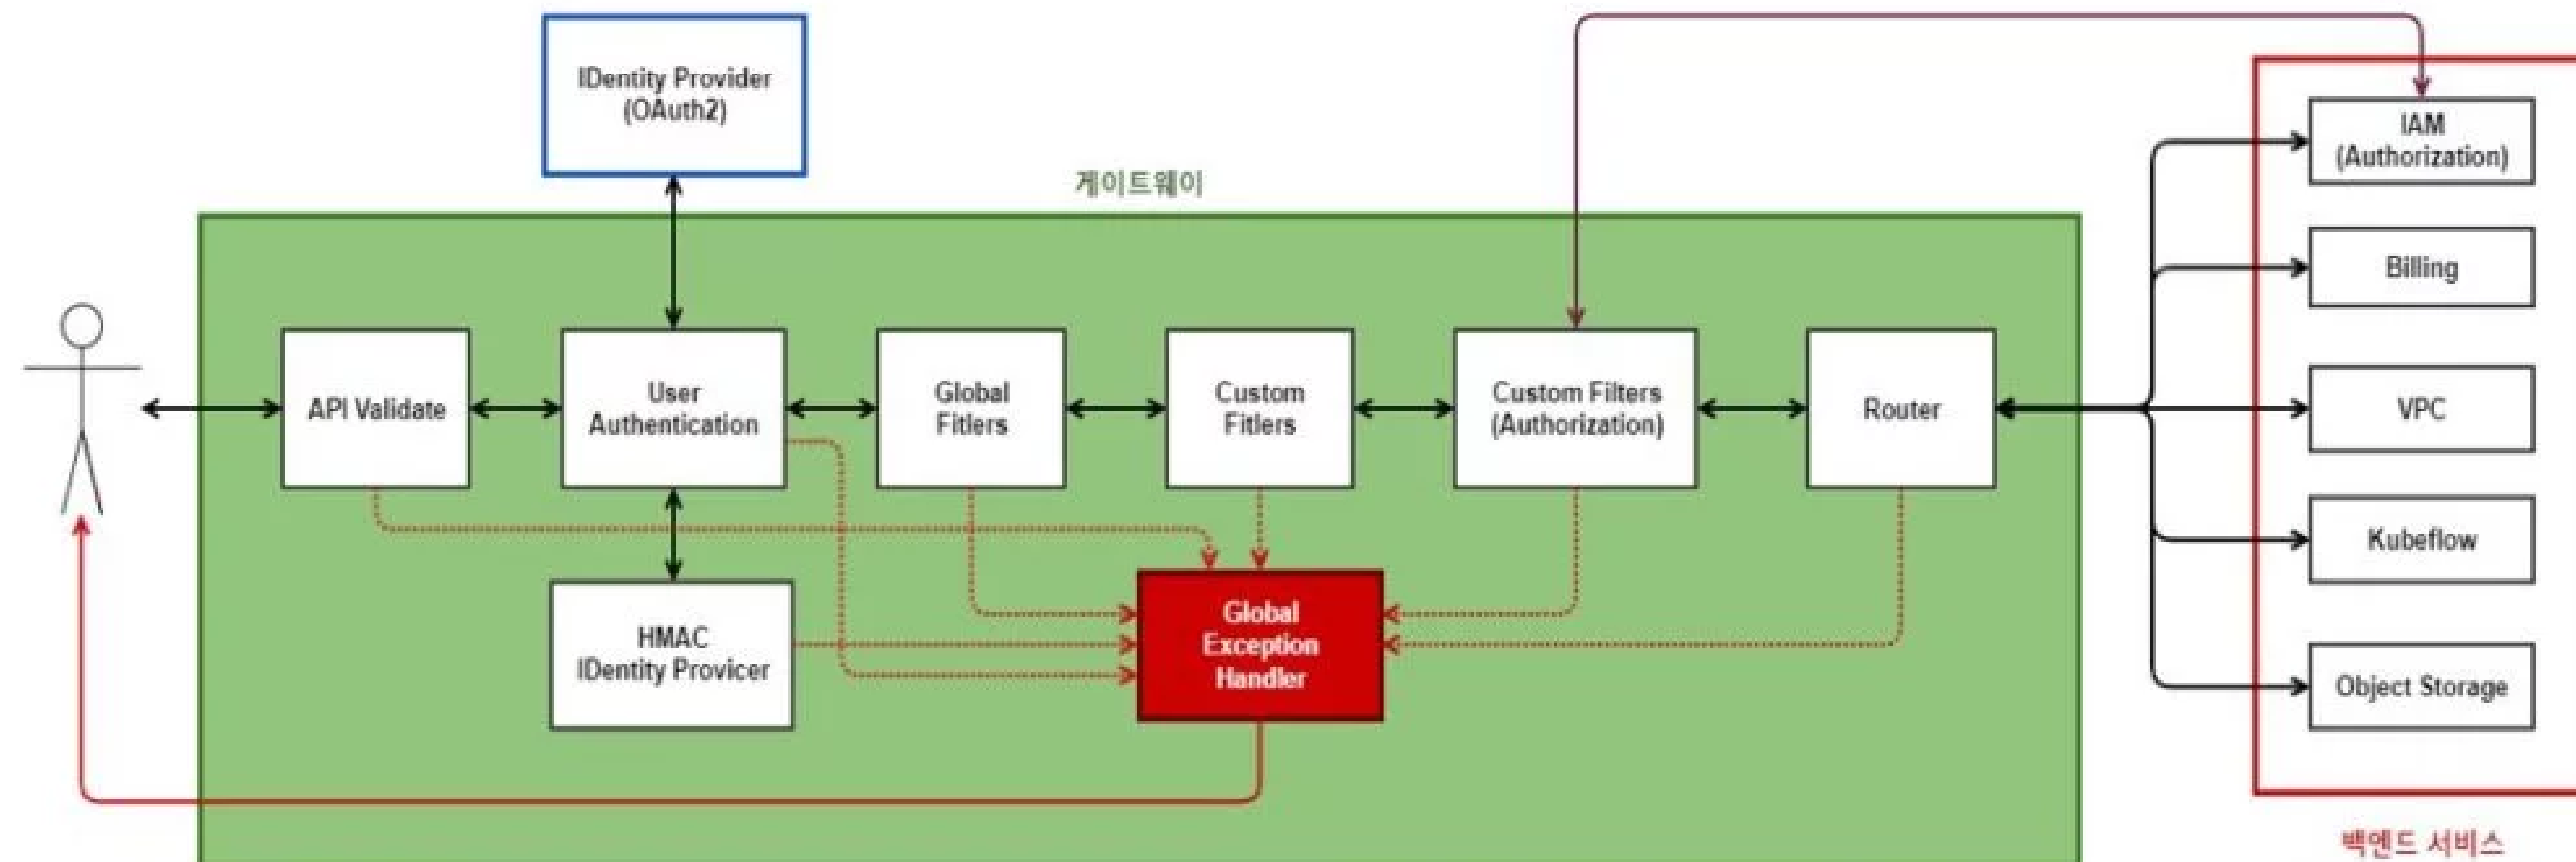 IDentity Provider
(OAuth2)
게이트웨이
IAM
(Authorization)
Billing
API Validate
User
Authentication
Global
Fitlers
Custom
Fitlers
Custom Filters
(Authorization)
Router
VPC
Kubeflow
HMAC
IDentity Provicer
Global
Exception
Handler
Object Storage
백엔드 서비스